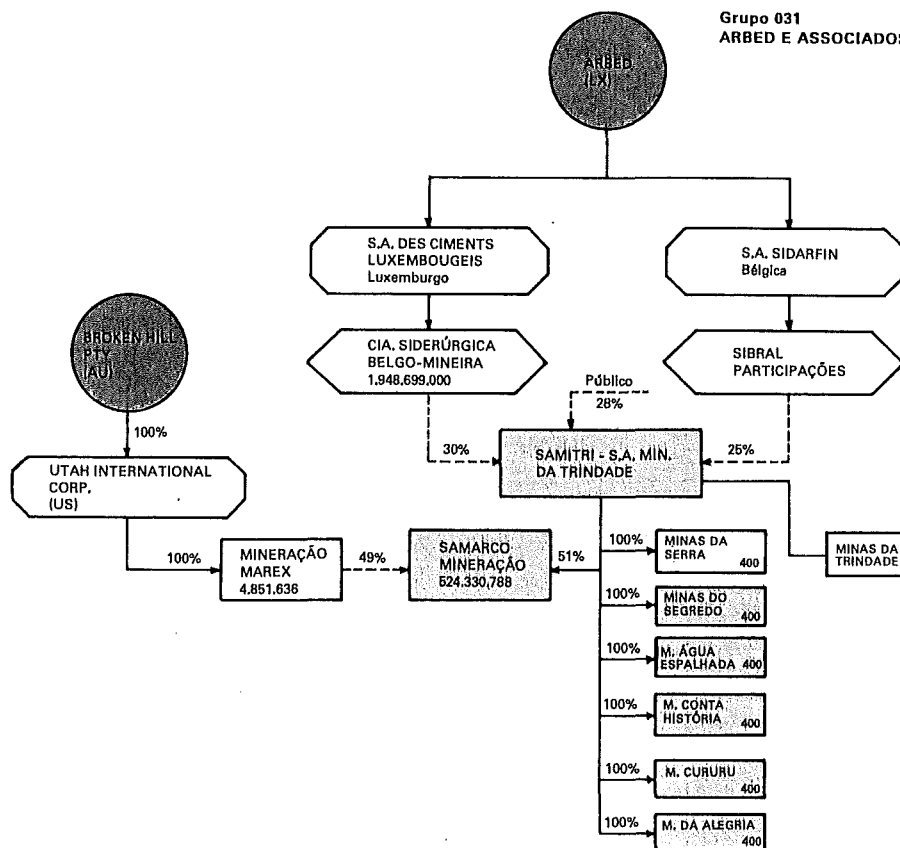 Grupo 031
ARBED E ASSOCIADOS
ARBED
(LX)
S.A. DES CIMENTS
LUXEMBOUGEIS
Luxemburgo
S.A. SIDARFIN
Bélgica
BROKEN HILL
PTY
(AU)
CIA. SIDERÚRGICA
BELGO-MINEIRA
1.948.699.000
SIBRAL
PARTICIPAÇÕES
Público
28%
100%
30%
SAMITRI - S.A. MIN.
DA TRINDADE
25%
UTAH INTERNATIONAL
CORP.
(US)
100%
MINERAÇÃO
MAREX
4.851.636
49%
SAMARCO
MINERAÇÃO
524.330.788
51%
100%
MINAS DA
SERRA
400
MINAS DA
TRINDADE
100%
MINAS DO
SEGREDO
400
100%
M. ÁGUA
ESPALHADA 400
100%
M. CONTA
HISTÓRIA
400
100%
M. CURURU
400
100%
M. DA ALEGRIA
400